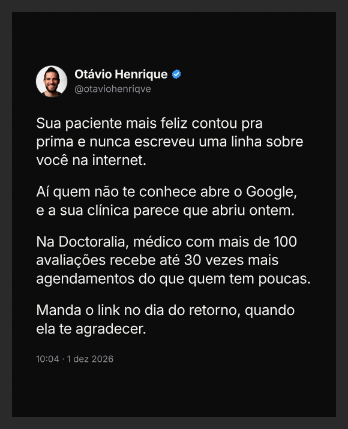 Otávio Henrique
@otaviohenriqve
Sua paciente mais feliz contou pra
prima e nunca escreveu uma linha sobre
você na internet.
Aí quem não te conhece abre o Google,
e a sua clínica parece que abriu ontem.
Na Doctoralia, médico com mais de 100
avaliações recebe até 30 vezes mais
agendamentos do que quem tem poucas.
Manda o link no dia do retorno, quando
ela te agradecer.
10:04 · 1 dez 2026